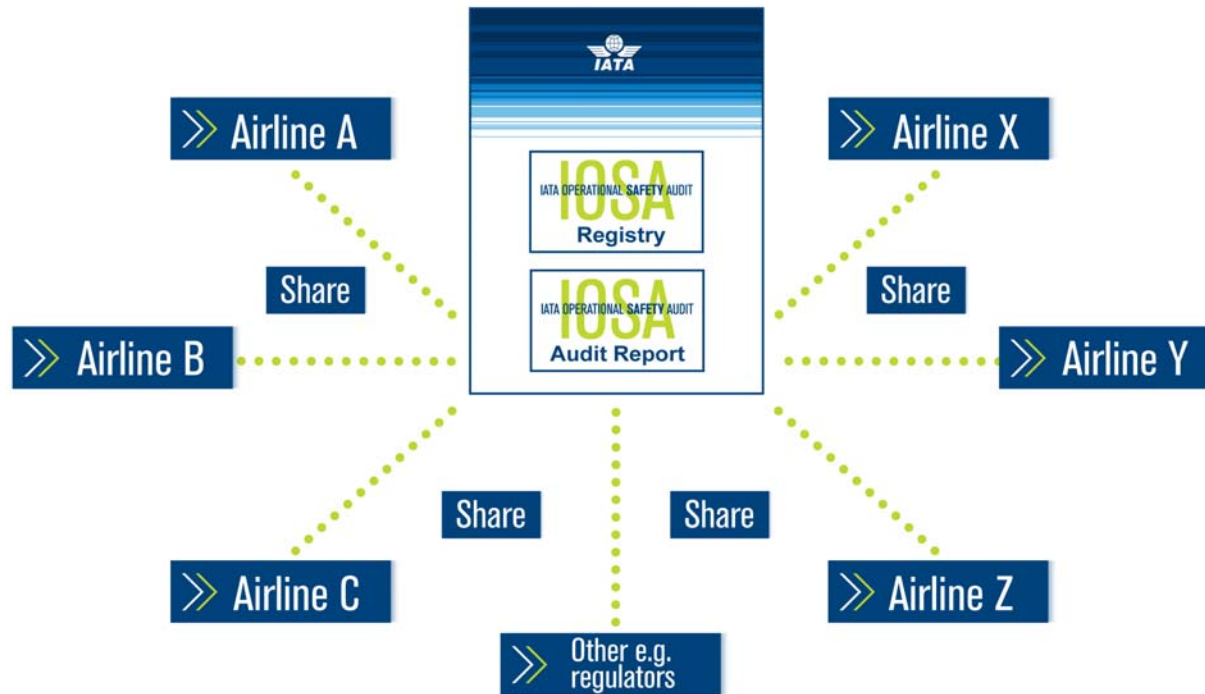 IATA
Airline A
Airline X
IOSA
IATA OPERATIONAL SAFETY AUDIT
Registry
Share
Share
IOSA
IATA OPERATIONAL SAFETY AUDIT
Audit Report
Airline B
Airline Y
Share
Share
Airline C
Airline Z
Other e.g.
regulators